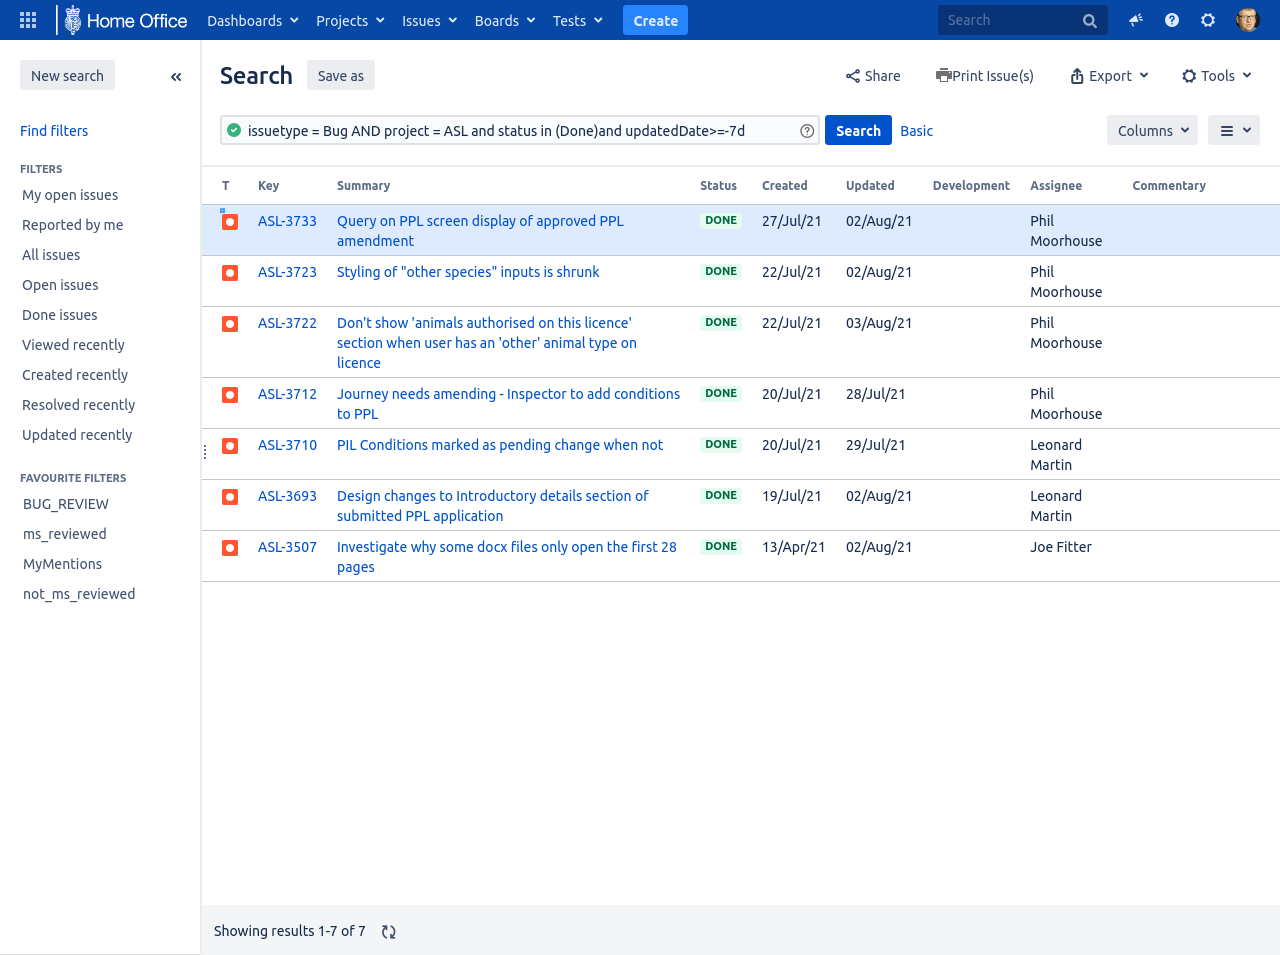 Home Office Dashboards Projects Issues Boards Tests Create Search
New search
Find filters
FILTERS
My open issues
Reported by me
All issues
Open issues
Done issues
Viewed recently
Created recently
Resolved recently
Updated recently
FAVOURITE FILTERS
BUG_REVIEW
ms_reviewed
MyMentions
not_ms_reviewed
Search Save as Share Print Issue(s) Export Tools
issuetype = Bug AND project = ASL and status in (Done)and updatedDate>=-7d Search Basic Columns
T Key Summary Status Created Updated Development Assignee Commentary
ASL-3733 Query on PPL screen display of approved PPL DONE 27/Jul/21 02/Aug/21 Phil
amendment Moorhouse
ASL-3723 Styling of "other species" inputs is shrunk DONE 22/Jul/21 02/Aug/21 Phil
Moorhouse
ASL-3722 Don't show 'animals authorised on this licence' DONE 22/Jul/21 03/Aug/21 Phil
section when user has an 'other' animal type on Moorhouse
licence
ASL-3712 Journey needs amending - Inspector to add conditions DONE 20/Jul/21 28/Jul/21 Phil
to PPL Moorhouse
ASL-3710 PIL Conditions marked as pending change when not DONE 20/Jul/21 29/Jul/21 Leonard
Martin
ASL-3693 Design changes to Introductory details section of DONE 19/Jul/21 02/Aug/21 Leonard
submitted PPL application Martin
ASL-3507 Investigate why some docx files only open the first 28 DONE 13/Apr/21 02/Aug/21 Joe Fitter
pages
Showing results 1-7 of 7